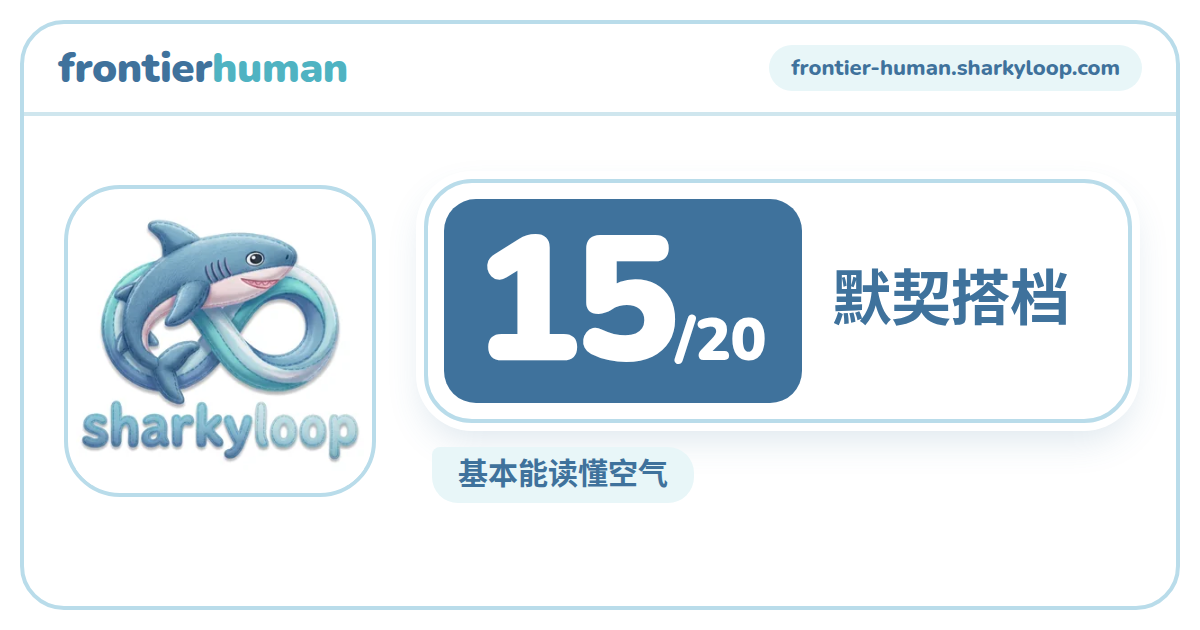 frontierhuman
frontier-human.sharkyloop.com
sharkyloop
15/20
默契搭档
基本能读懂空气